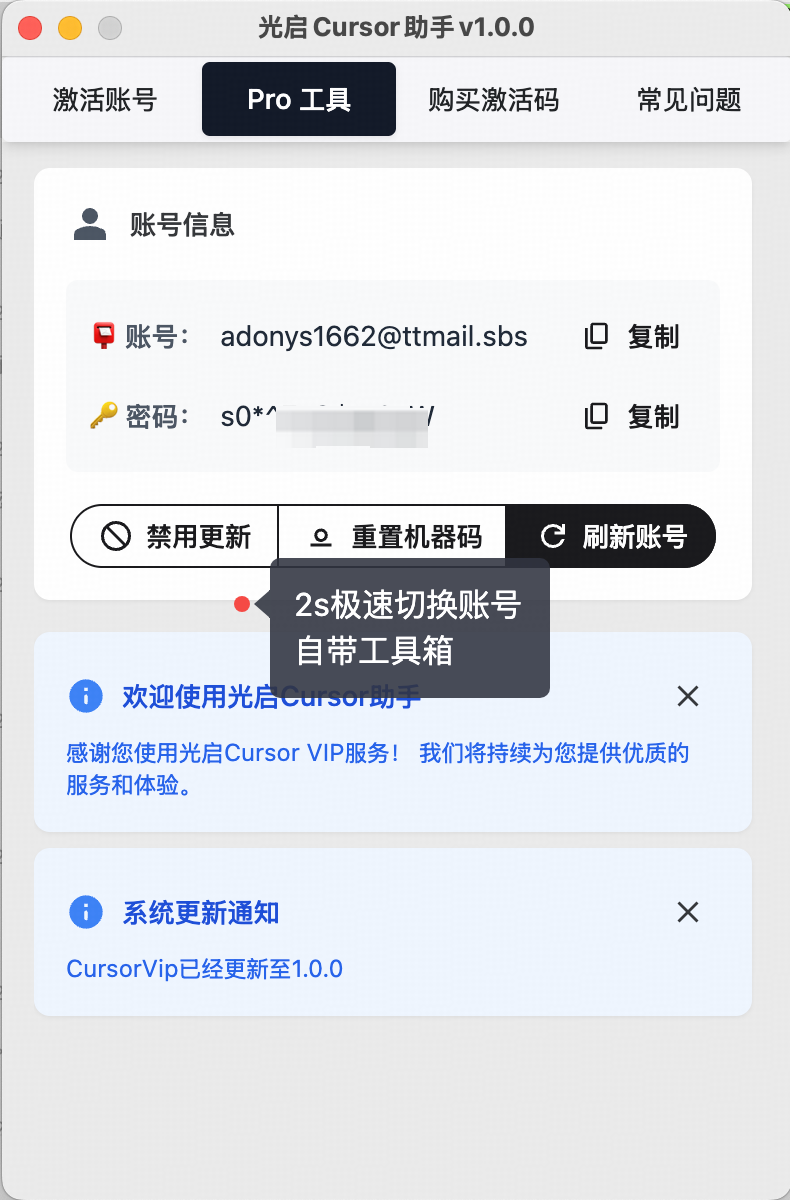 光启 Cursor 助手 v1.0.0
激活账号 Pro 工具 购买激活码 常见问题
账号信息
账号： adonys1662@ttmail.sbs 复制
密码： s0*^ 复制
禁用更新 重置机器码 刷新账号
2s极速切换账号
自带工具箱
欢迎使用光启Cursor助手
感谢您使用光启Cursor VIP服务！ 我们将持续为您提供优质的
服务和体验。
系统更新通知
CursorVip已经更新至1.0.0